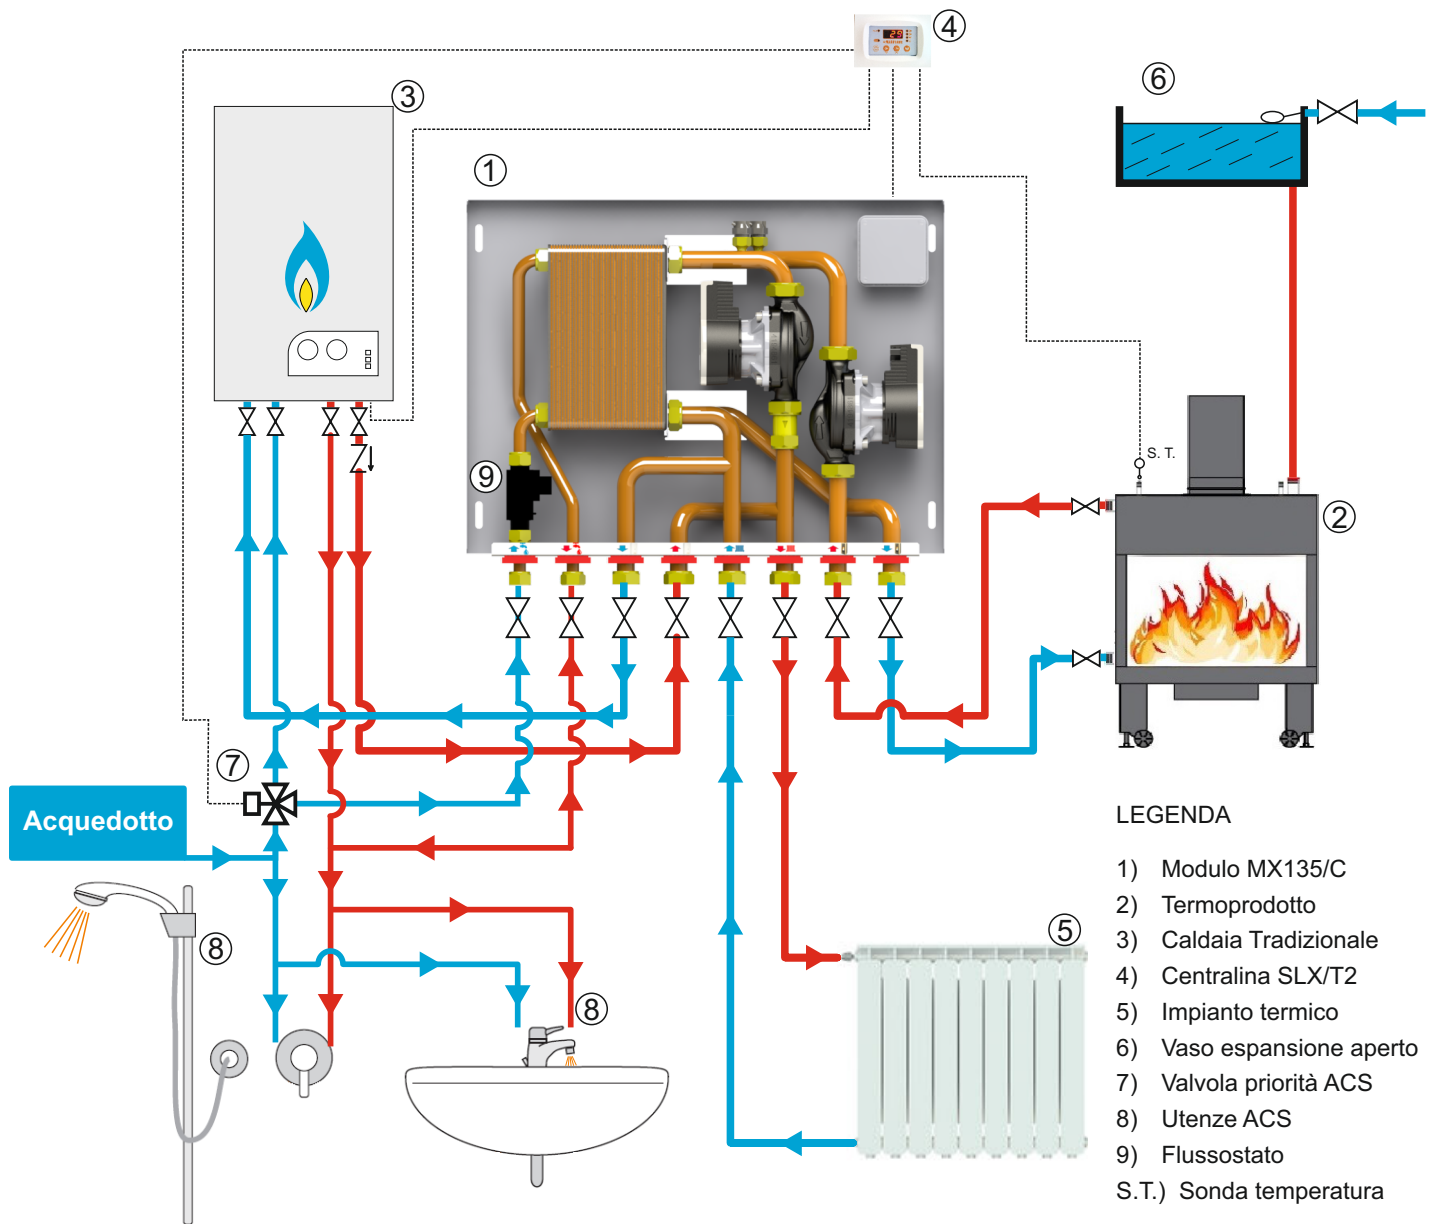 4
6
3
1
29
S. T.
9
2
7
Acquedotto
LEGENDA
1) Modulo MX135/C
2) Termoprodotto
3) Caldaia Tradizionale
4) Centralina SLX/T2
5) Impianto termico
6) Vaso espansione aperto
7) Valvola priorità ACS
8) Utenze ACS
9) Flussostato
S.T.) Sonda temperatura
8
5
8